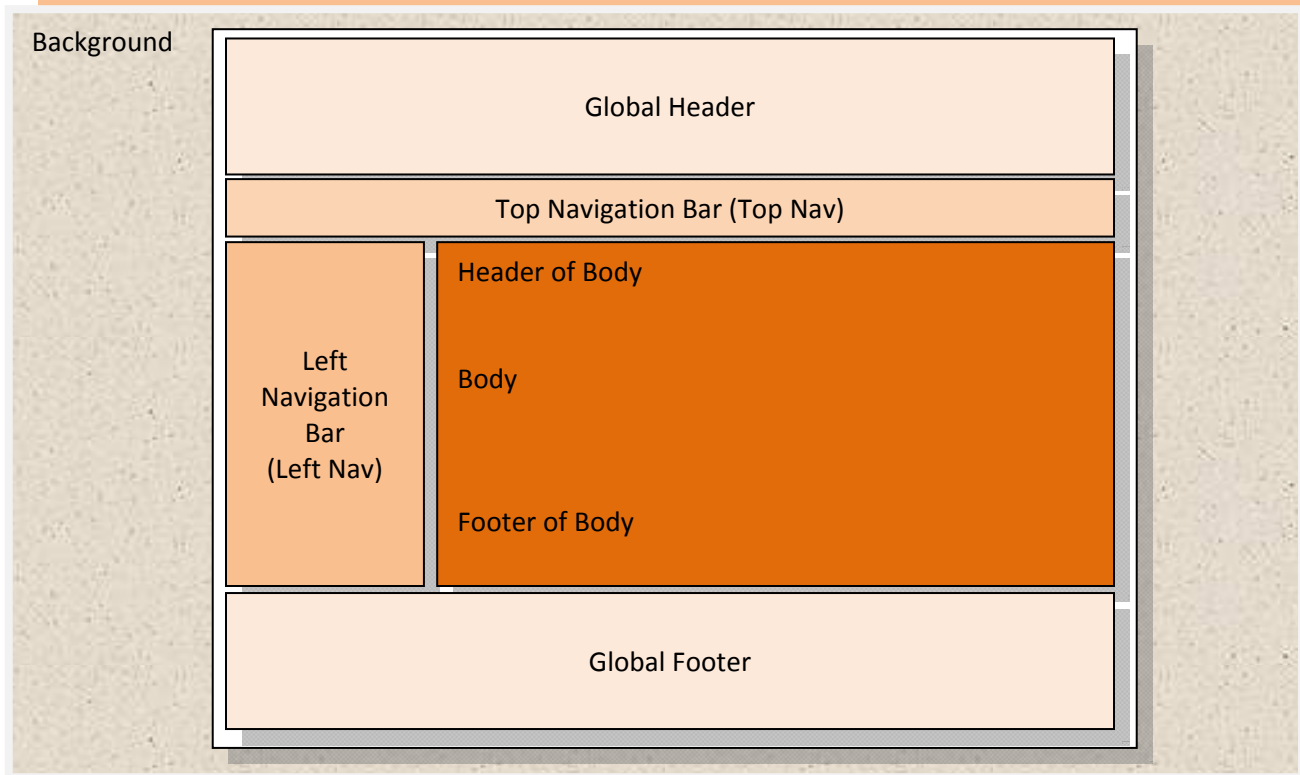 Background
Global Header
Top Navigation Bar (Top Nav)
Left
Navigation
Bar
(Left Nav)
Header of Body
Body
Footer of Body
Global Footer